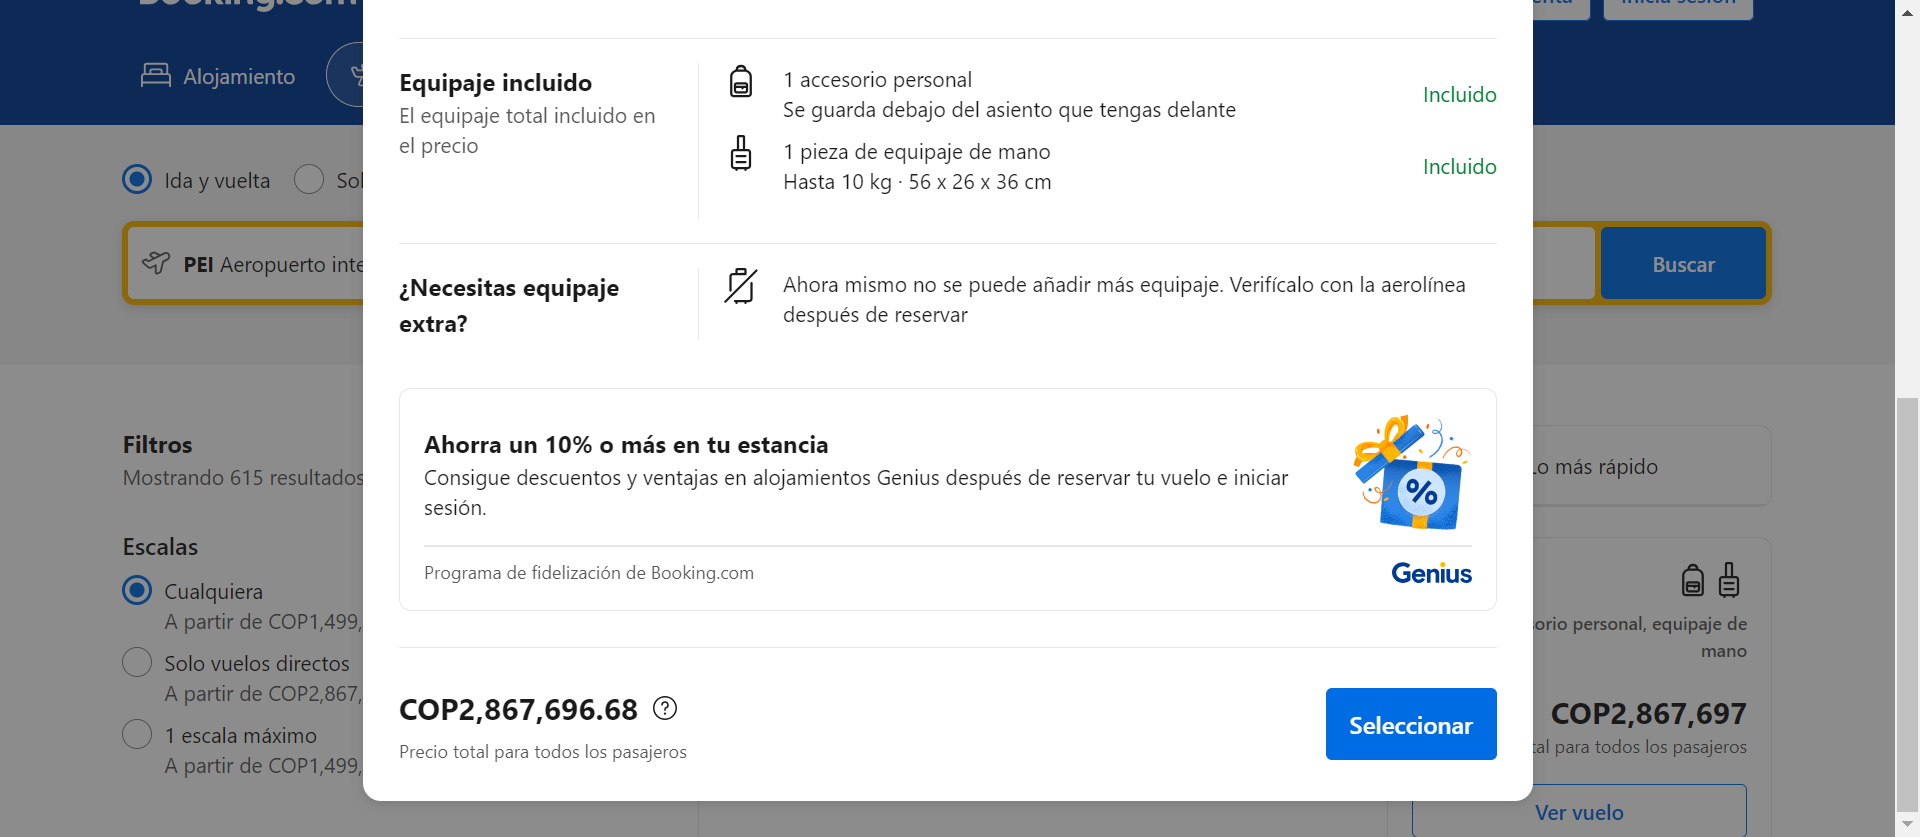 Booking.com
Inicia sesión
Alojamiento
Ida y vuelta
PEI Aeropuerto inte
Buscar
Equipaje incluido
El equipaje total incluido en
el precio
1 accesorio personal
Se guarda debajo del asiento que tengas delante
Incluido
1 pieza de equipaje de mano
Hasta 10 kg · 56 x 26 x 36 cm
Incluido
¿Necesitas equipaje
extra?
Ahora mismo no se puede añadir más equipaje. Verifícalo con la aerolínea
después de reservar
Filtros
Mostrando 615 resultados
Escalas
Cualquiera
A partir de COP1,499,
Solo vuelos directos
A partir de COP2,867,
1 escala máximo
A partir de COP1,499,
Ahorra un 10% o más en tu estancia
Consigue descuentos y ventajas en alojamientos Genius después de reservar tu vuelo e iniciar
sesión.
%
Programa de fidelización de Booking.com
Genius
COP2,867,696.68 ?
Precio total para todos los pasajeros
Seleccionar
Lo más rápido
orio personal, equipaje de
mano
COP2,867,697
tal para todos los pasajeros
Ver vuelo